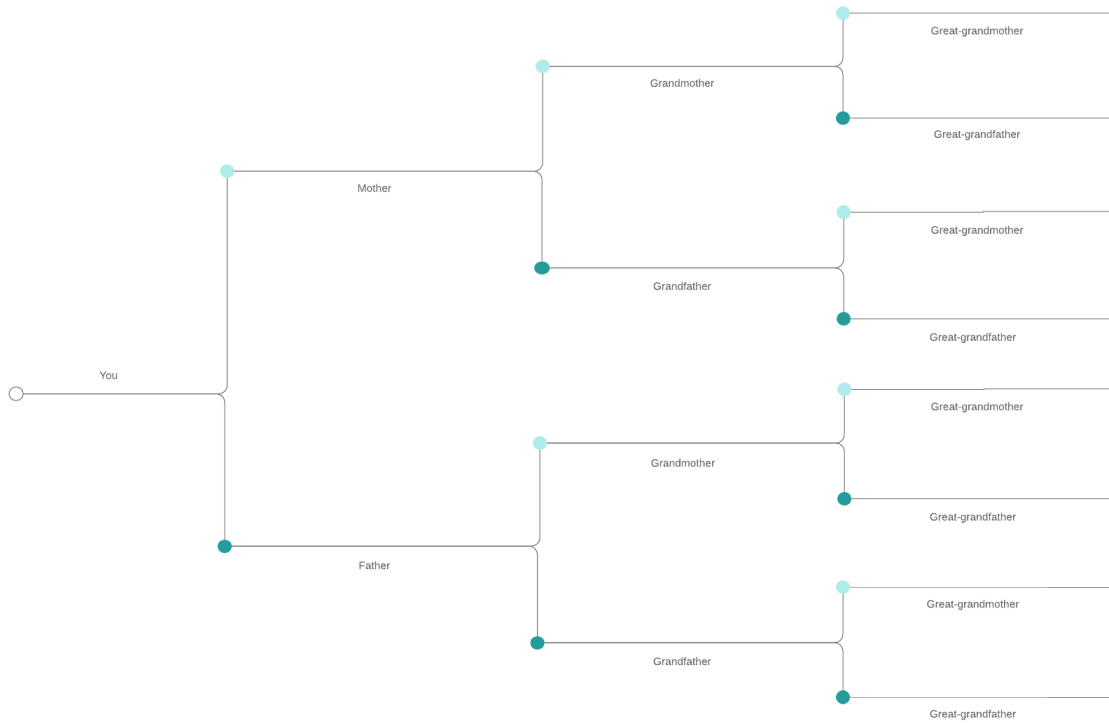 You
Mother
Father
Grandmother
Grandfather
Grandmother
Grandfather
Great-grandmother
Great-grandfather
Great-grandmother
Great-grandfather
Great-grandmother
Great-grandfather
Great-grandmother
Great-grandfather